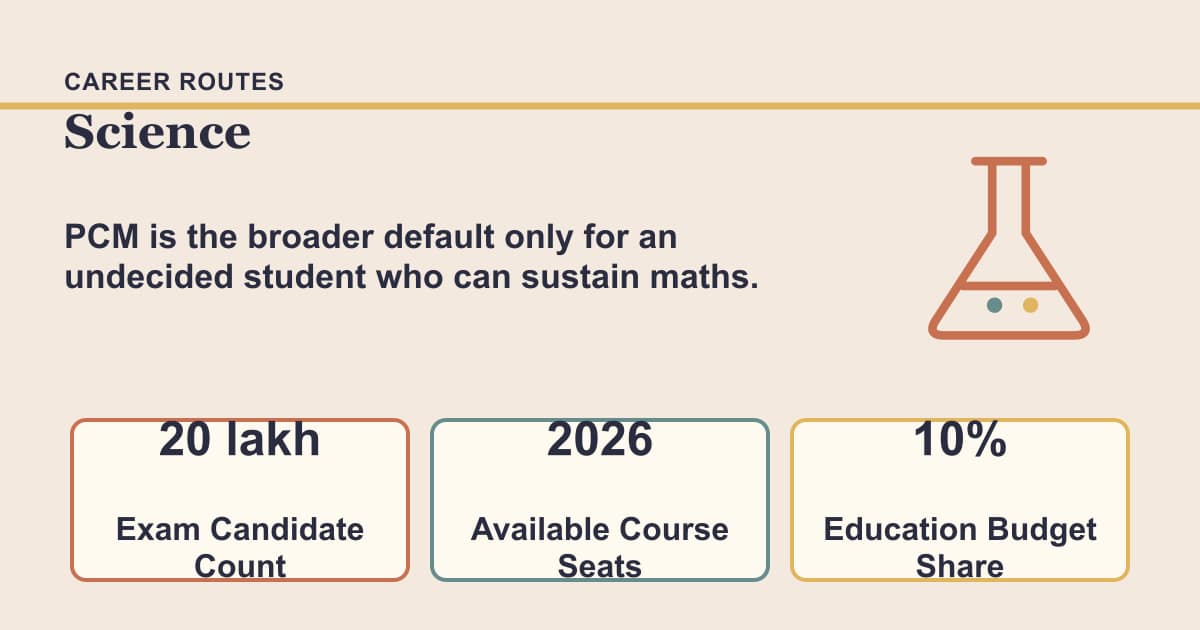 CAREER ROUTES
Science
PCM is the broader default only for an
undecided student who can sustain maths.
20 lakh
Exam Candidate
Count
2026
Available Course
Seats
10%
Education Budget
Share